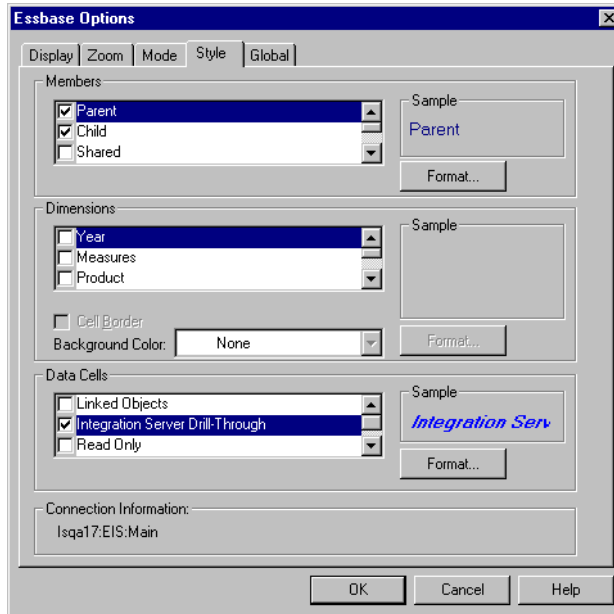 Essbase Options
Display Zoom Mode Style Global
Members
Parent
Child
Shared
Sample
Parent
Format...
Dimensions
Year
Measures
Product
Sample
Cell Border
Background Color: None
Format...
Data Cells
Linked Objects
Integration Server Drill-Through
Read Only
Sample
Integration Serv
Format...
Connection Information:
lsqa17:EIS:Main
OK Cancel Help